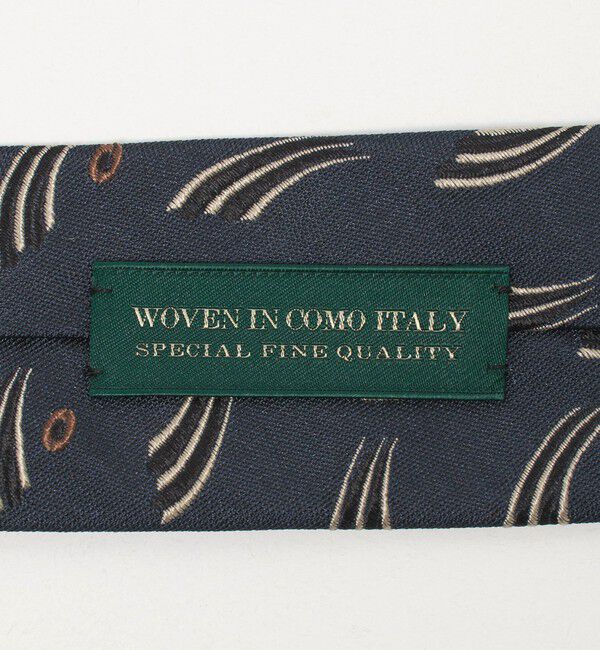 WOVEN IN COMO ITALY
SPECIAL FINE QUALITY